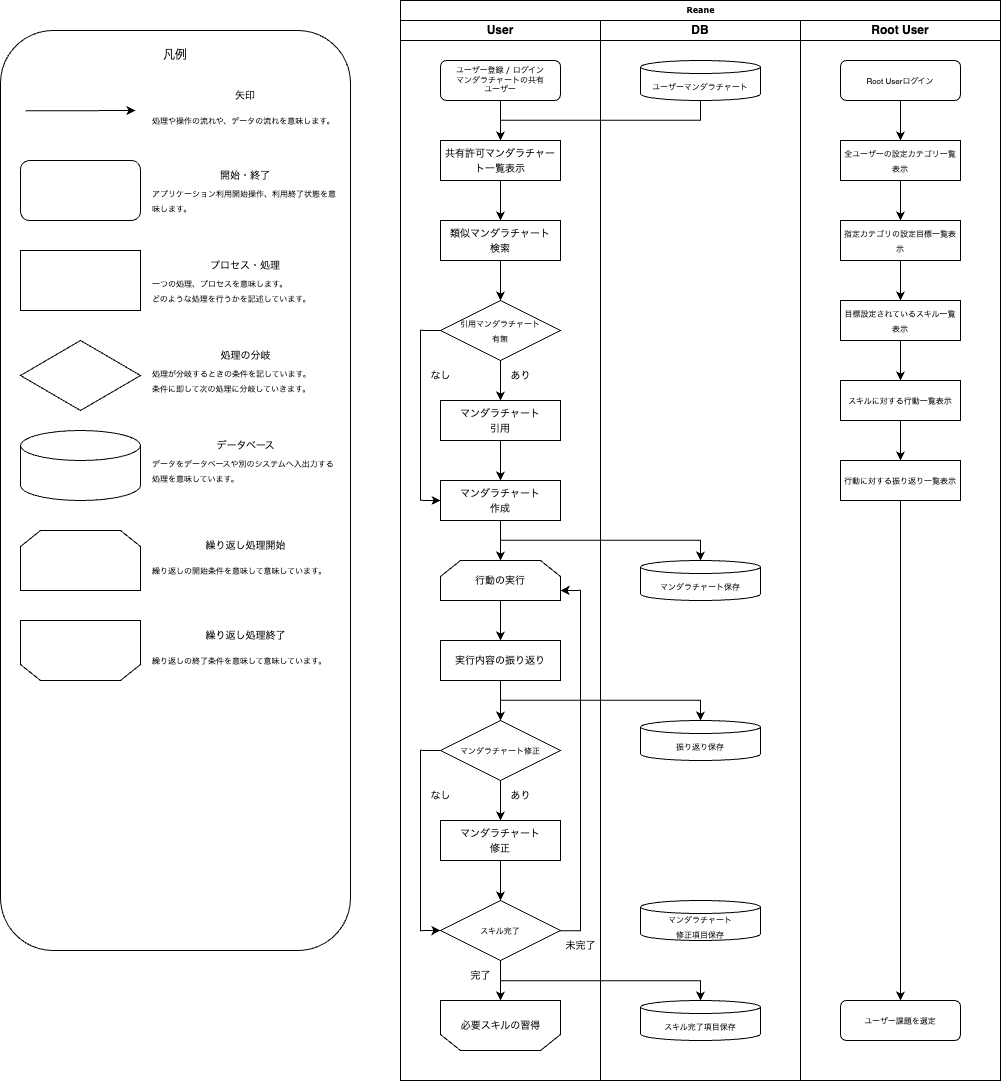 凡例
矢印
処理や操作の流れや、データの流れを意味します。
開始・終了
アプリケーション利用開始操作、利用終了状態を意
味します。
プロセス・処理
一つの処理、プロセスを意味します。
どのような処理を行うかを記述しています。
処理の分岐
処理が分岐するときの条件を記しています。
条件に即して次の処理に分岐していきます。
データベース
データをデータベースや別のシステムへ入出力する
処理を意味しています。
繰り返し処理開始
繰り返しの開始条件を意味して意味しています。
繰り返し処理終了
繰り返しの終了条件を意味して意味しています。
Reane
User
DB
Root User
ユーザー登録 / ログイン
マンダラチャートの共有
ユーザー
共有許可マンダラチャー
ト一覧表示
類似マンダラチャート
検索
引用マンダラチャート
有無
なし
あり
マンダラチャート
引用
マンダラチャート
作成
行動の実行
実行内容の振り返り
マンダラチャート修正
なし
あり
マンダラチャート
修正
スキル完了
未完了
完了
必要スキルの習得
ユーザーマンダラチャート
マンダラチャート保存
振り返り保存
マンダラチャート
修正項目保存
スキル完了項目保存
Root Userログイン
全ユーザーの設定カテゴリ一覧
表示
指定カテゴリの設定目標一覧表
示
目標設定されているスキル一覧
表示
スキルに対する行動一覧表示
行動に対する振り返り一覧表示
ユーザー課題を選定